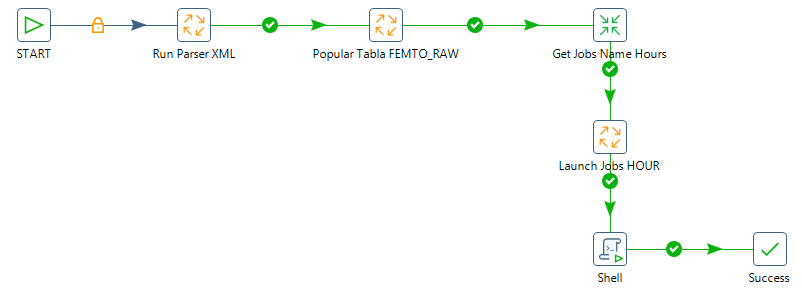 START
Run Parser XML
Popular Tabla FEMTO_RAW
Get Jobs Name Hours
Launch Jobs HOUR
Shell
Success